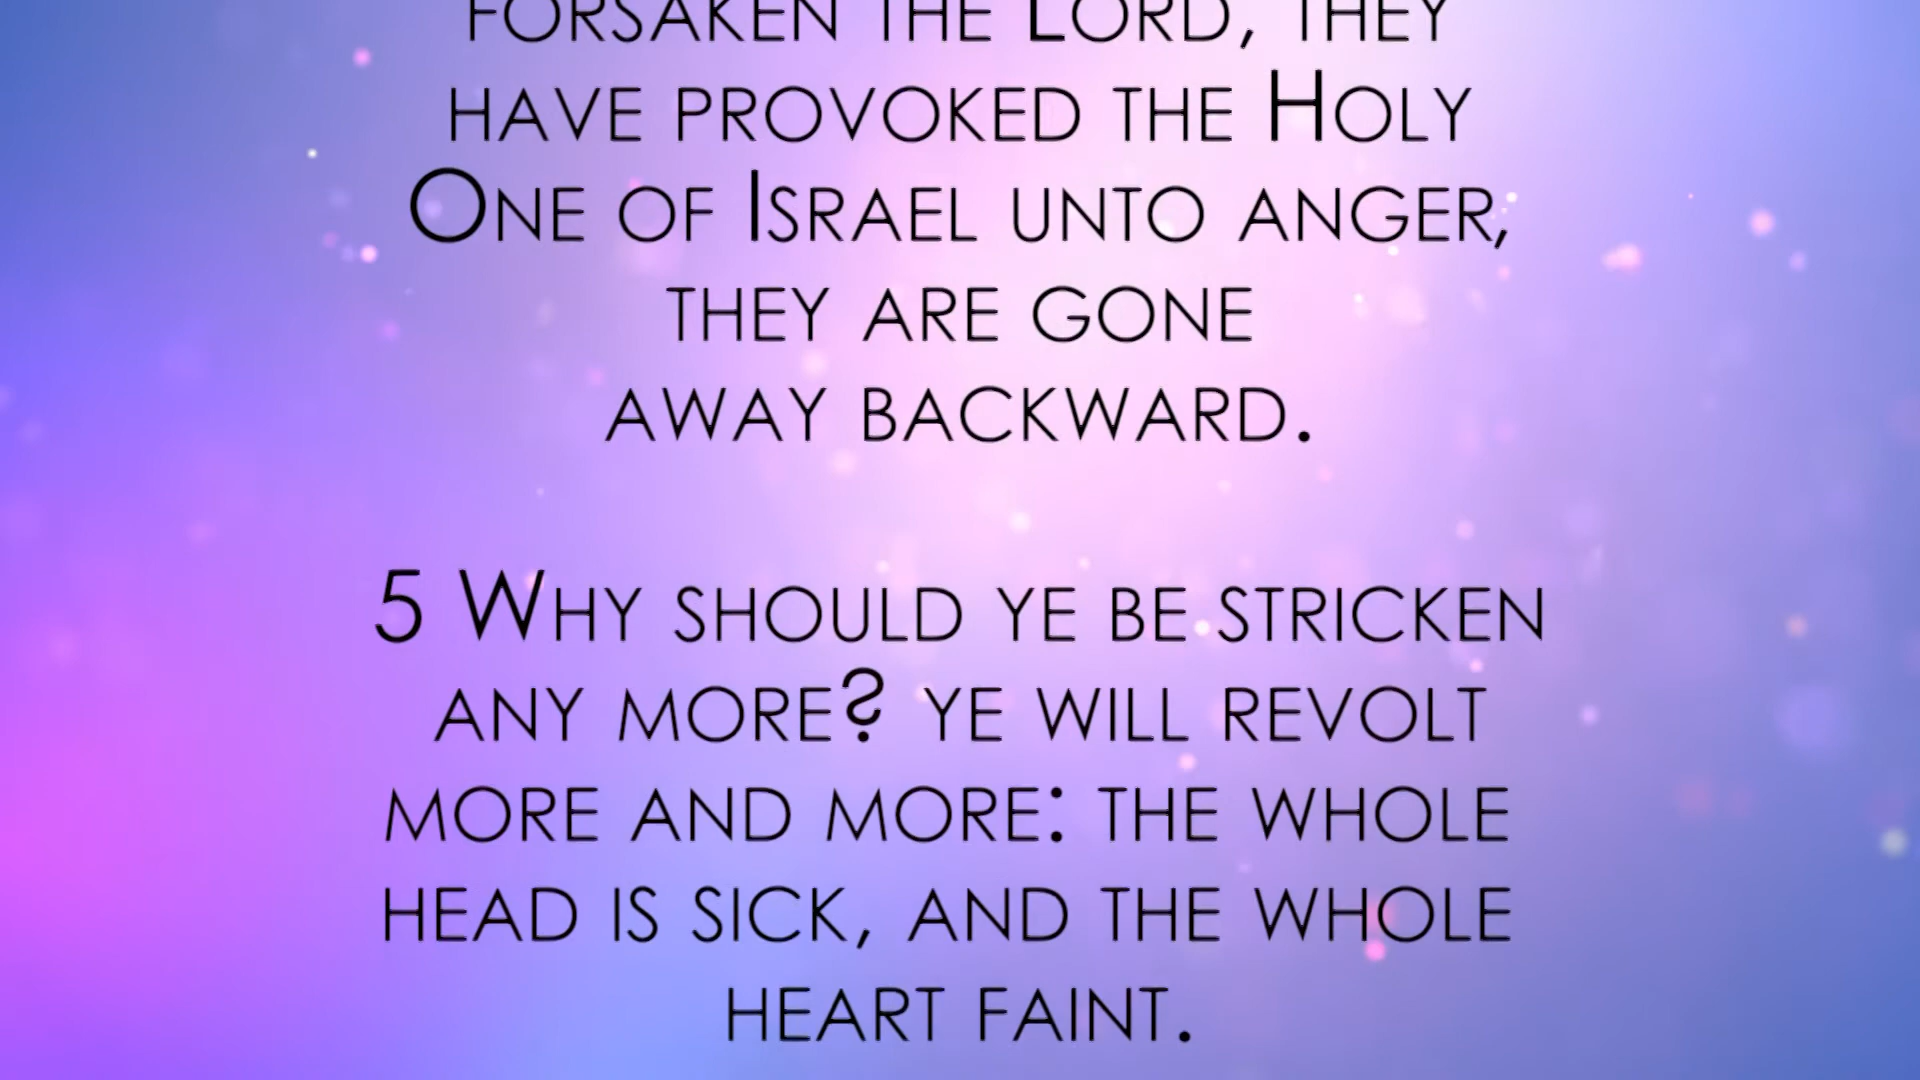 forsaken the Lord, they
have provoked the Holy
One of Israel unto anger,
they are gone
away backward.
5 Why should ye be stricken
any more? ye will revolt
more and more: the whole
head is sick, and the whole
heart faint.